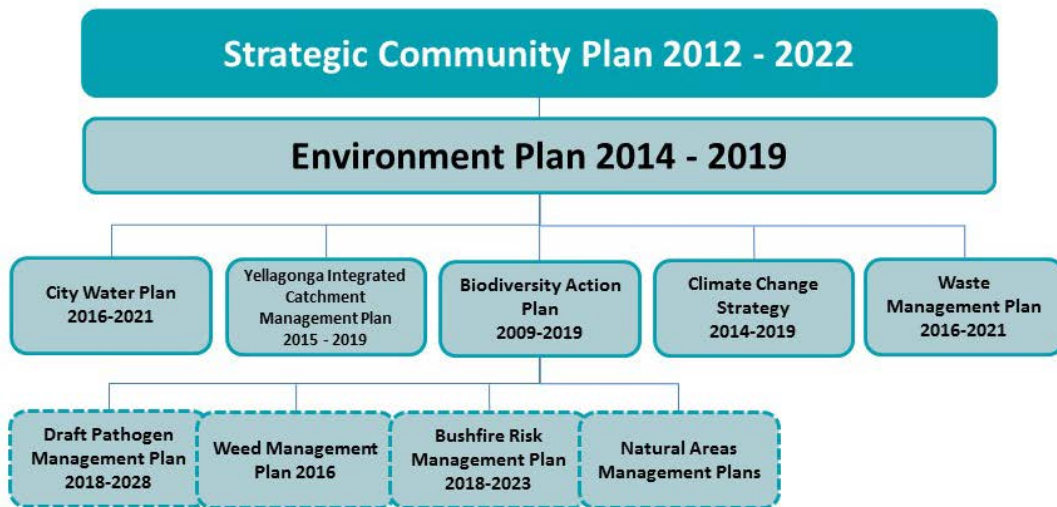 Strategic Community Plan 2012 - 2022
Environment Plan 2014 - 2019
City Water Plan
2016-2021
Yellagonga Integrated
Catchment
Management Plan
2015 - 2019
Biodiversity Action
Plan
2009-2019
Climate Change
Strategy
2014-2019
Waste
Management Plan
2016-2021
Draft Pathogen
Management Plan
2018-2028
Weed Management
Plan 2016
Bushfire Risk
Management Plan
2018-2023
Natural Areas
Management Plans